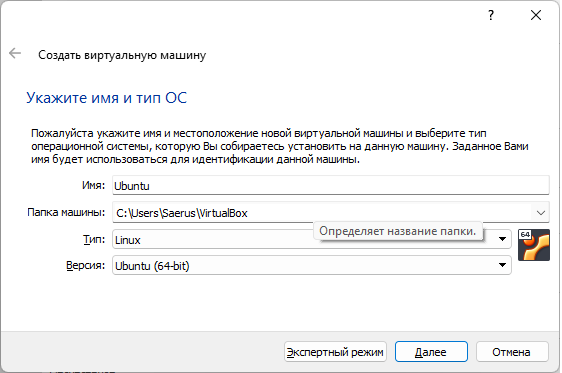 ?
Создать виртуальную машину
Укажите имя и тип ОС
Пожалуйста укажите имя и местоположение новой виртуальной машины и выберите тип
операционной системы, которую Вы собираетесь установить на данную машину. Заданное Вами
имя будет использоваться для идентификации данной машины.
Имя: Ubuntu
Папка машины: C:\Users\Saerus\VirtualBox
Определяет название папки.
Тип: Linux
64
Версия: Ubuntu (64-bit)
Экспертный режим Далее Отмена